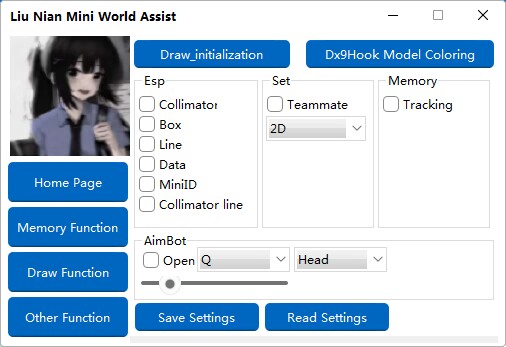 Liu Nian Mini World Assist
Draw_initialization
Dx9Hook Model Coloring
Esp
Collimator
Box
Line
Data
MiniID
Collimator line
Set
Teammate
2D
Memory
Tracking
Home Page
Memory Function
Draw Function
Other Function
AimBot
Open Q Head
Save Settings
Read Settings